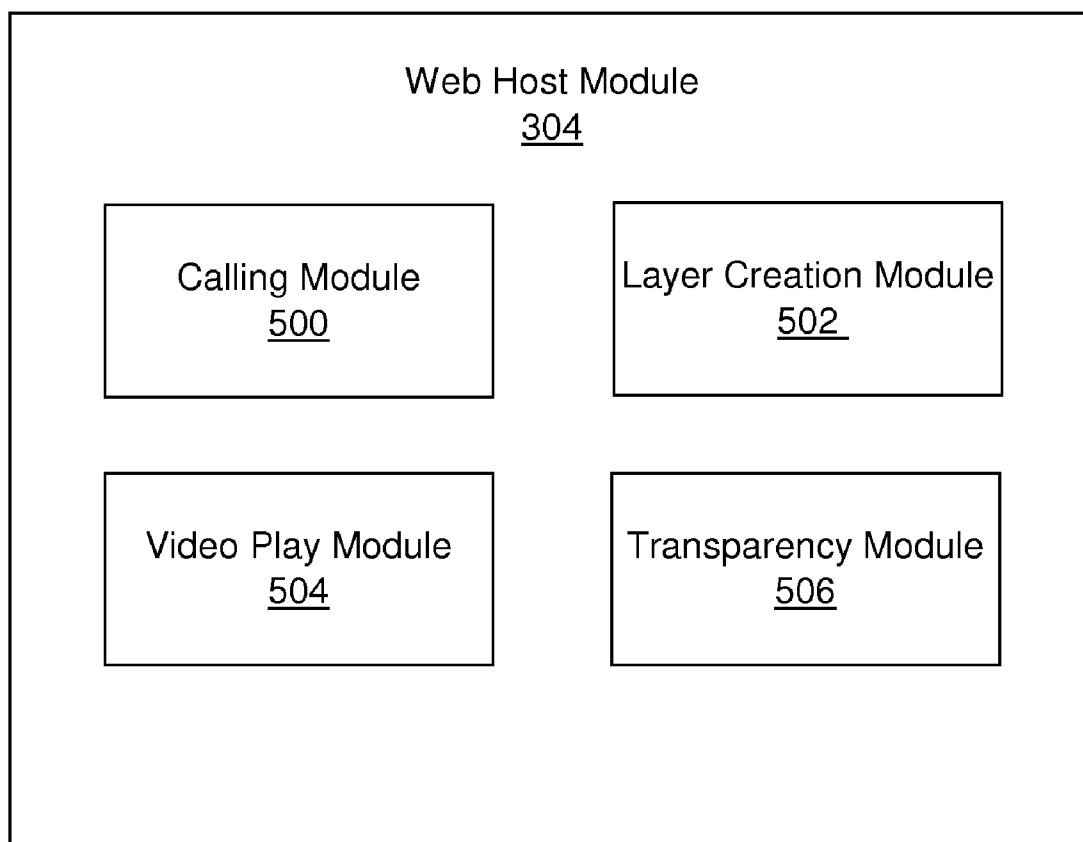 Web Host Module
304
Calling Module
500
Layer Creation Module
502
Video Play Module
504
Transparency Module
506